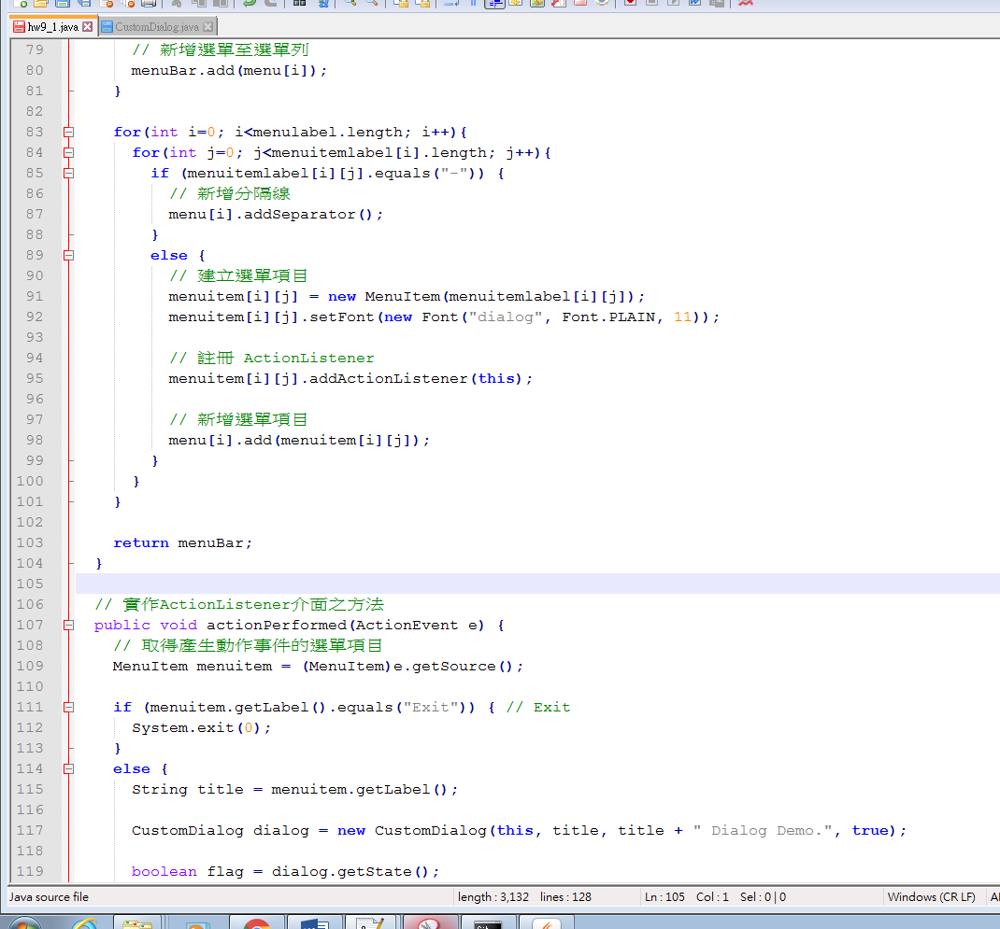 hw9_1.java CustomDialog.java
79 // 新增選單至選單列
80 menuBar.add(menu[i]);
81 }
82
83 for(int i=0; i<menulabel.length; i++){
84 for(int j=0; j<menuitemlabel[i].length; j++){
85 if (menuitemlabel[i][j].equals("-")) {
86 // 新增分隔線
87 menu[i].addSeparator();
88 }
89 else {
90 // 建立選單項目
91 menuitem[i][j] = new MenuItem(menuitemlabel[i][j]);
92 menuitem[i][j].setFont(new Font("dialog", Font.PLAIN, 11));
93
94 // 註冊 ActionListener
95 menuitem[i][j].addActionListener(this);
96
97 // 新增選單項目
98 menu[i].add(menuitem[i][j]);
99 }
100 }
101 }
102
103 return menuBar;
104 }
105
106 // 實作ActionListener介面之方法
107 public void actionPerformed(ActionEvent e) {
108 // 取得產生動作事件的選單項目
109 MenuItem menuitem = (MenuItem)e.getSource();
110
111 if (menuitem.getLabel().equals("Exit")) { // Exit
112 System.exit(0);
113 }
114 else {
115 String title = menuitem.getLabel();
116
117 CustomDialog dialog = new CustomDialog(this, title, title + " Dialog Demo.", true);
118
119 boolean flag = dialog.getState();
Java source file length : 3,132 lines : 128 Ln : 105 Col : 1 Sel : 0 | 0 Windows (CR LF)